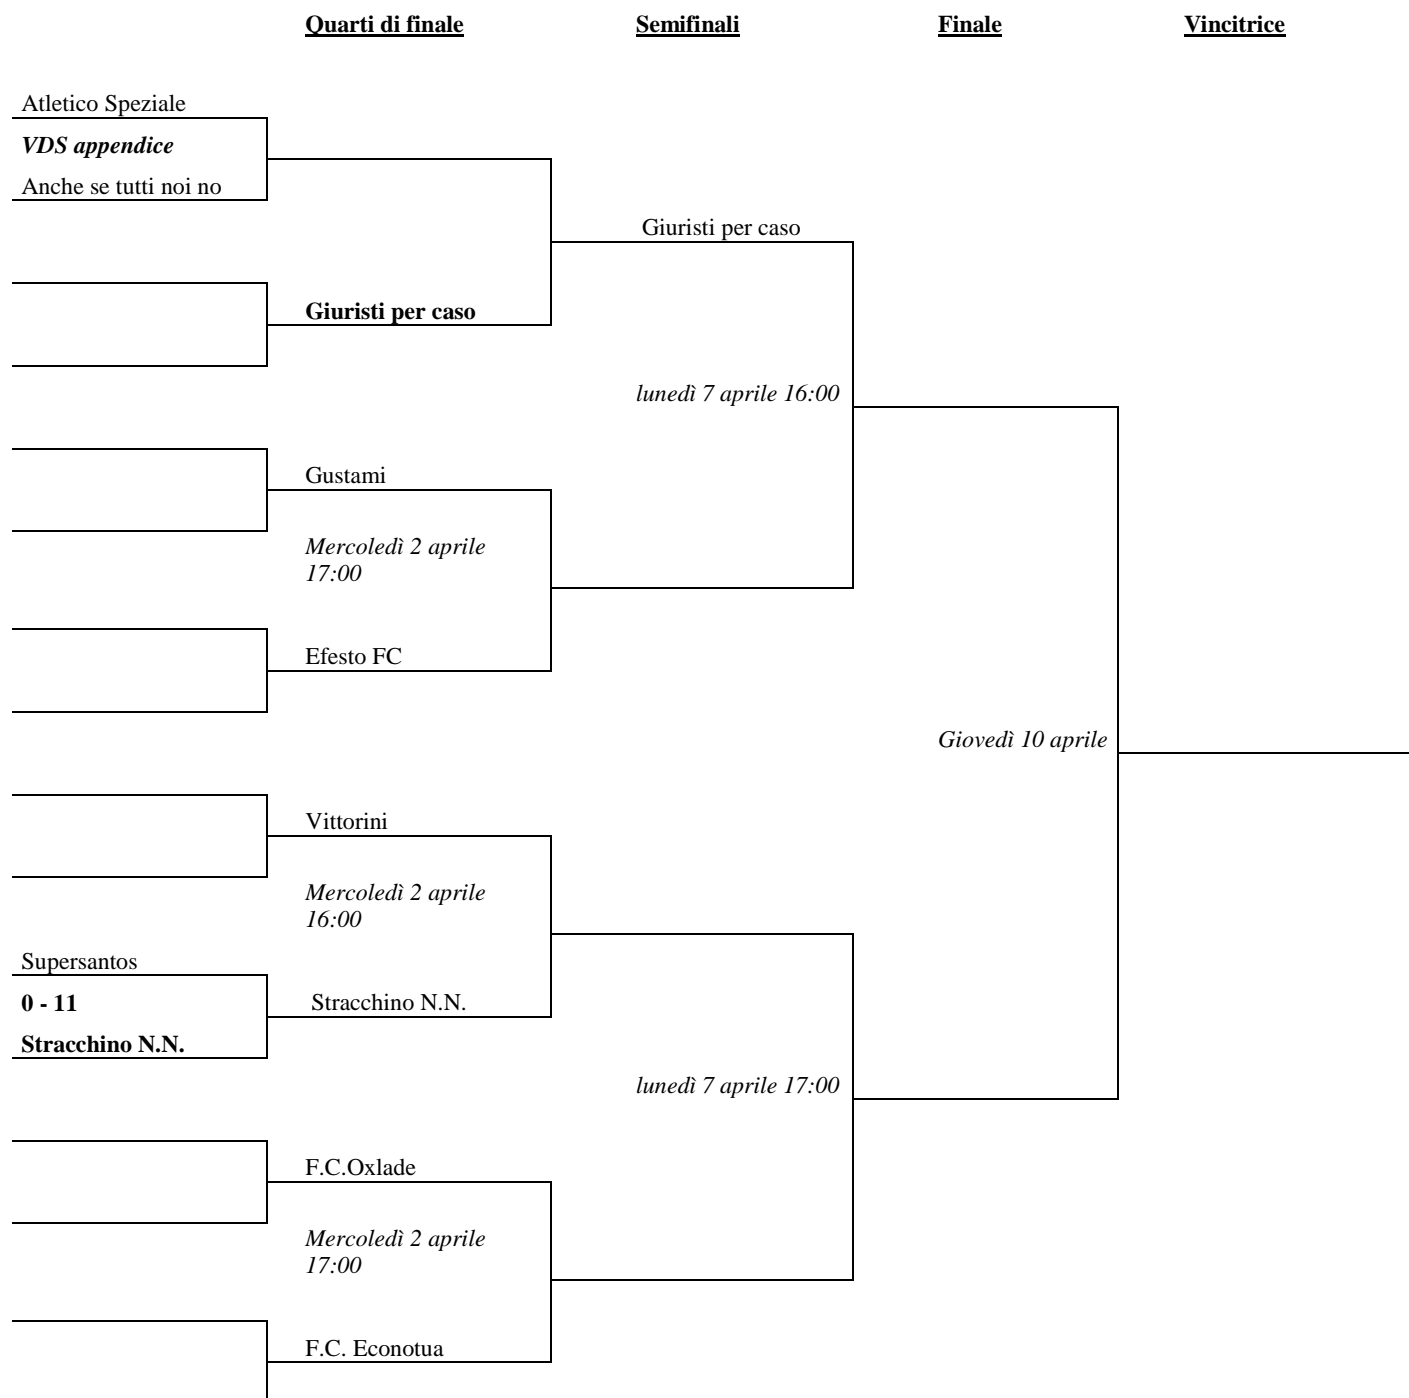 Quarti di finale
Semifinali
Finale
Vincitrice
Atletico Speziale
VDS appendice
Anche se tutti noi no
Giuristi per caso
Giuristi per caso
lunedì 7 aprile 16:00
Gustami
Mercoledì 2 aprile
17:00
Efesto FC
Giovedì 10 aprile
Vittorini
Mercoledì 2 aprile
16:00
Supersantos
0 - 11
Stracchino N.N.
Stracchino N.N.
lunedì 7 aprile 17:00
F.C.Oxlade
Mercoledì 2 aprile
17:00
F.C. Econotua